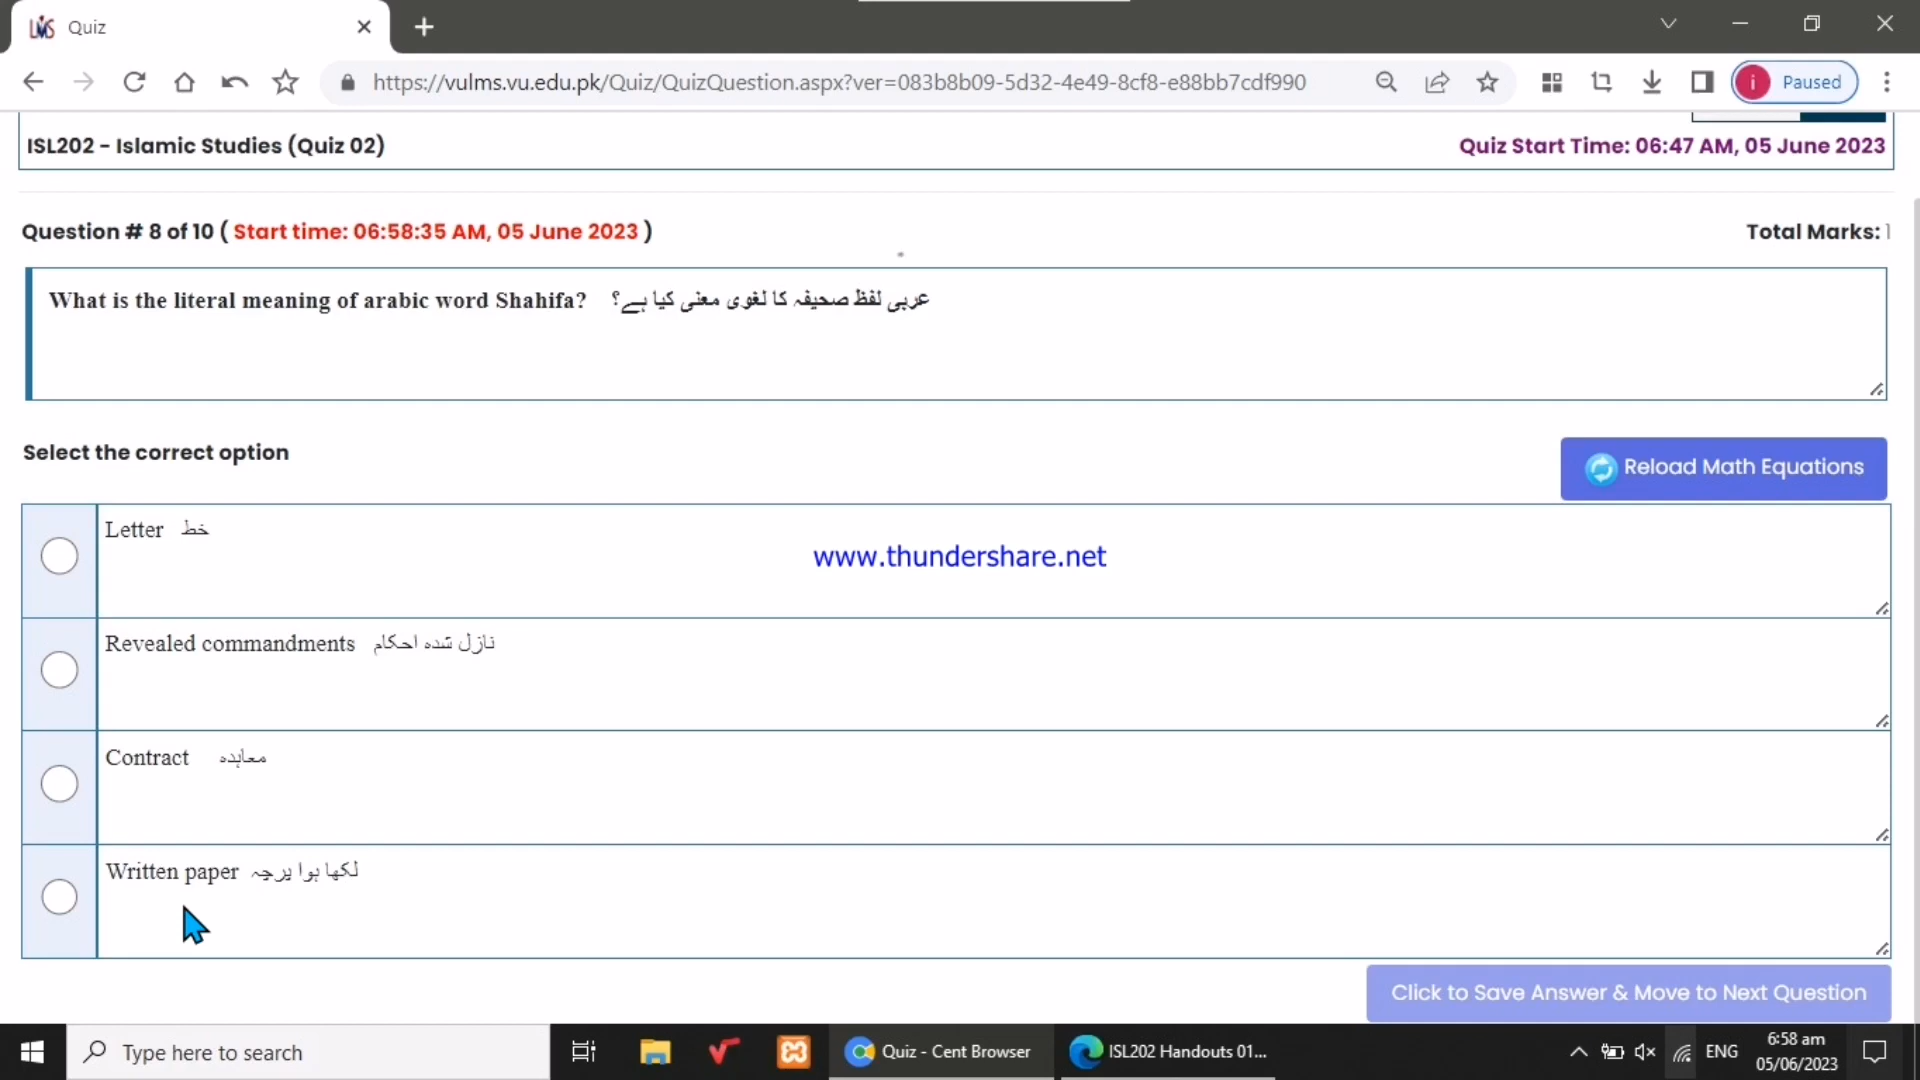 Quiz
https://vulms.vu.edu.pk/Quiz/QuizQuestion.aspx?ver=083b8b09-5d32-4e49-8cf8-e88bb7cdf990
i Paused
ISL202 - Islamic Studies (Quiz 02)
Quiz Start Time: 06:47 AM, 05 June 2023
Question # 8 of 10 ( Start time: 06:58:35 AM, 05 June 2023 )
Total Marks: 1
What is the literal meaning of arabic word Shahifa? عربی لفظ صحیفہ کا لغوی معنی کیا ہے؟
Select the correct option
Reload Math Equations
Letter خط
www.thundershare.net
Revealed commandments نازل شدہ احکام
Contract معاہدہ
Written paper لکھا ہوا پرچہ
Click to Save Answer & Move to Next Question
Type here to search
Quiz - Cent Browser
ISL202 Handouts 01...
ENG
6:58 am
05/06/2023